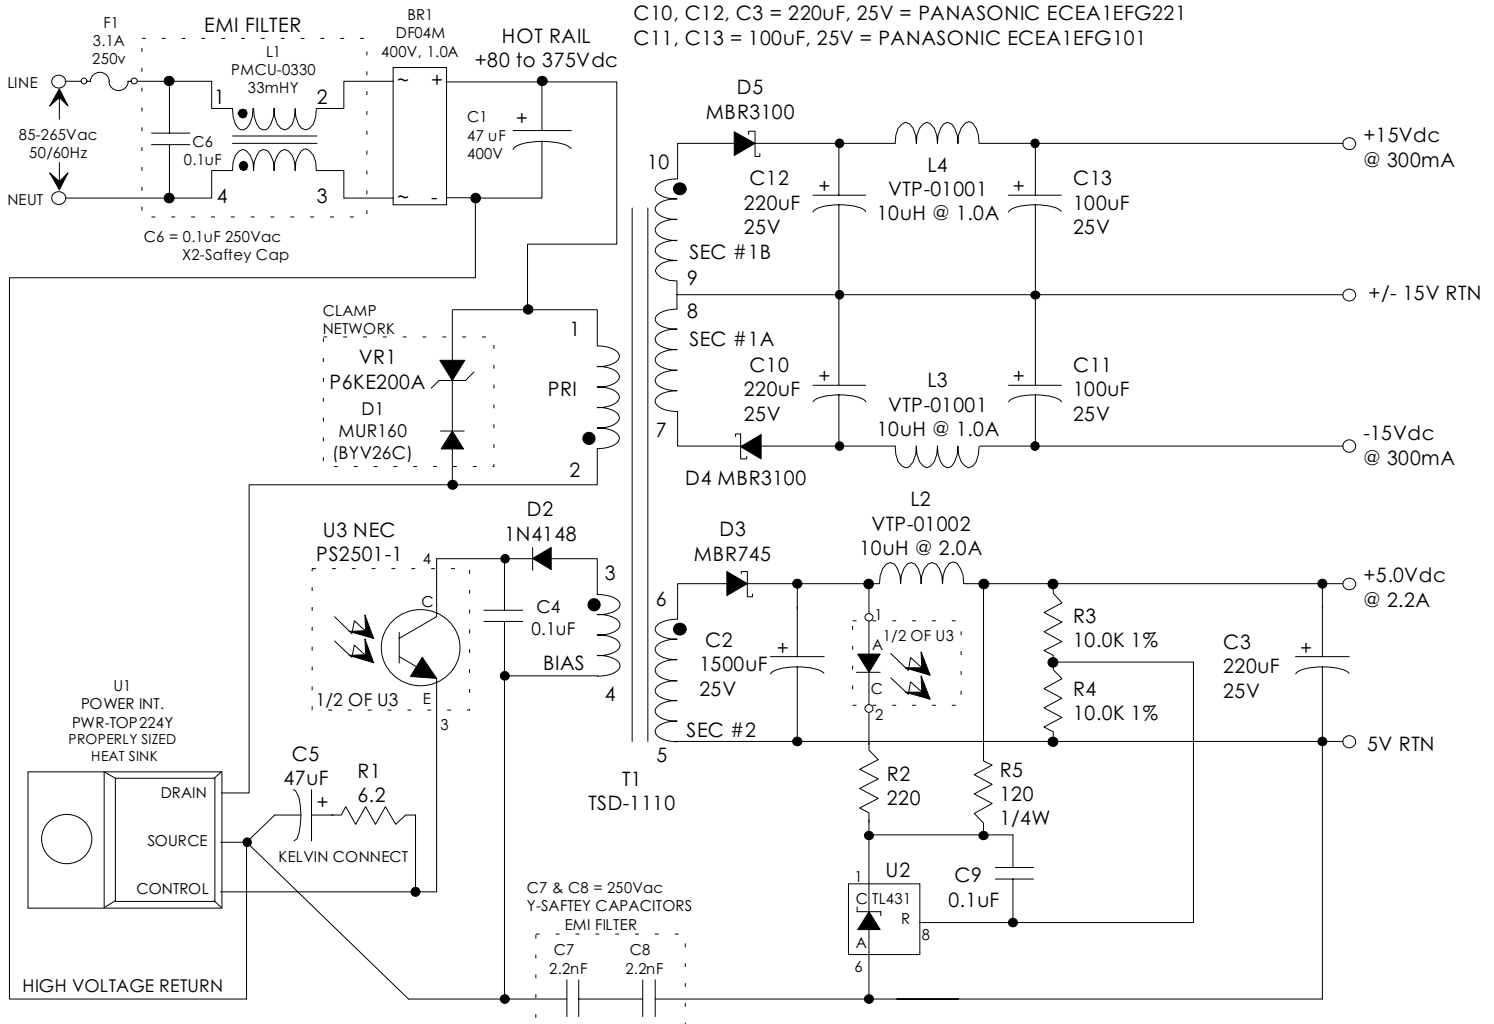 C10, C12, C3 = 220uF, 25V = PANASONIC ECEA1EFG221
C11, C13 = 100uF, 25V = PANASONIC ECEA1EFG101
F1
3.1A
250v
EMI FILTER
L1
PMCU-0330
33mHY
BR1
DF04M
400V, 1.0A
HOT RAIL
+80 to 375Vdc
LINE
1
2
~
+
85-265Vac
50/60Hz
C6
0.1uF
C1
47 uF
400V
+
NEUT
4
3
~
-
C6 = 0.1uF 250Vac
X2-Saftey Cap
D5
MBR3100
10
C12
220uF
25V
+
L4
VTP-01001
10uH @ 1.0A
+
C13
100uF
25V
+15Vdc
@ 300mA
SEC #1B
9
+/- 15V RTN
8
SEC #1A
C10
220uF
25V
+
L3
VTP-01001
10uH @ 1.0A
+
C11
100uF
25V
7
D4 MBR3100
-15Vdc
@ 300mA
CLAMP
NETWORK
VR1
P6KE200A
D1
MUR160
(BYV26C)
1
PRI
2
U3 NEC
PS2501-1
4
C
E
1/2 OF U3
3
D2
1N4148
3
C4
0.1uF
BIAS
4
D3
MBR745
6
C2
1500uF
25V
+
SEC #2
5
L2
VTP-01002
10uH @ 2.0A
1
1/2 OF U3
A
C
2
R3
10.0K 1%
R4
10.0K 1%
C3
220uF
25V
+
+5.0Vdc
@ 2.2A
5V RTN
T1
TSD-1110
R2
220
R5
120
1/4W
U1
POWER INT.
PWR-TOP224Y
PROPERLY SIZED
HEAT SINK
DRAIN
SOURCE
CONTROL
C5
47uF
+
R1
6.2
KELVIN CONNECT
U2
1
C TL431
R
A
8
6
C9
0.1uF
C7 & C8 = 250Vac
Y-SAFTEY CAPACITORS
EMI FILTER
C7
2.2nF
C8
2.2nF
HIGH VOLTAGE RETURN